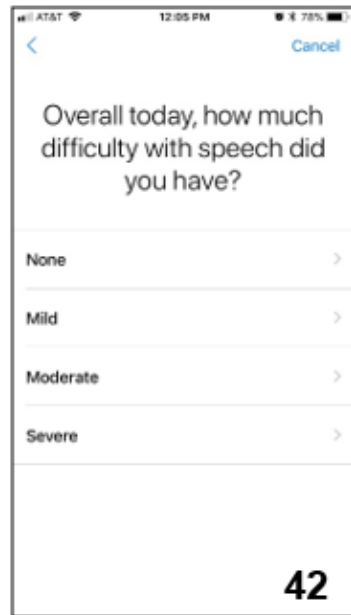 AT&T 12:05 PM 78%
Cancel
Overall today, how much
difficulty with speech did
you have?
None
Mild
Moderate
Severe
42